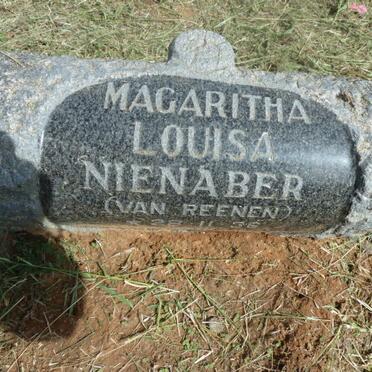 MAGARITHA
LOUISA
NIENABER
(VAN REENEN)